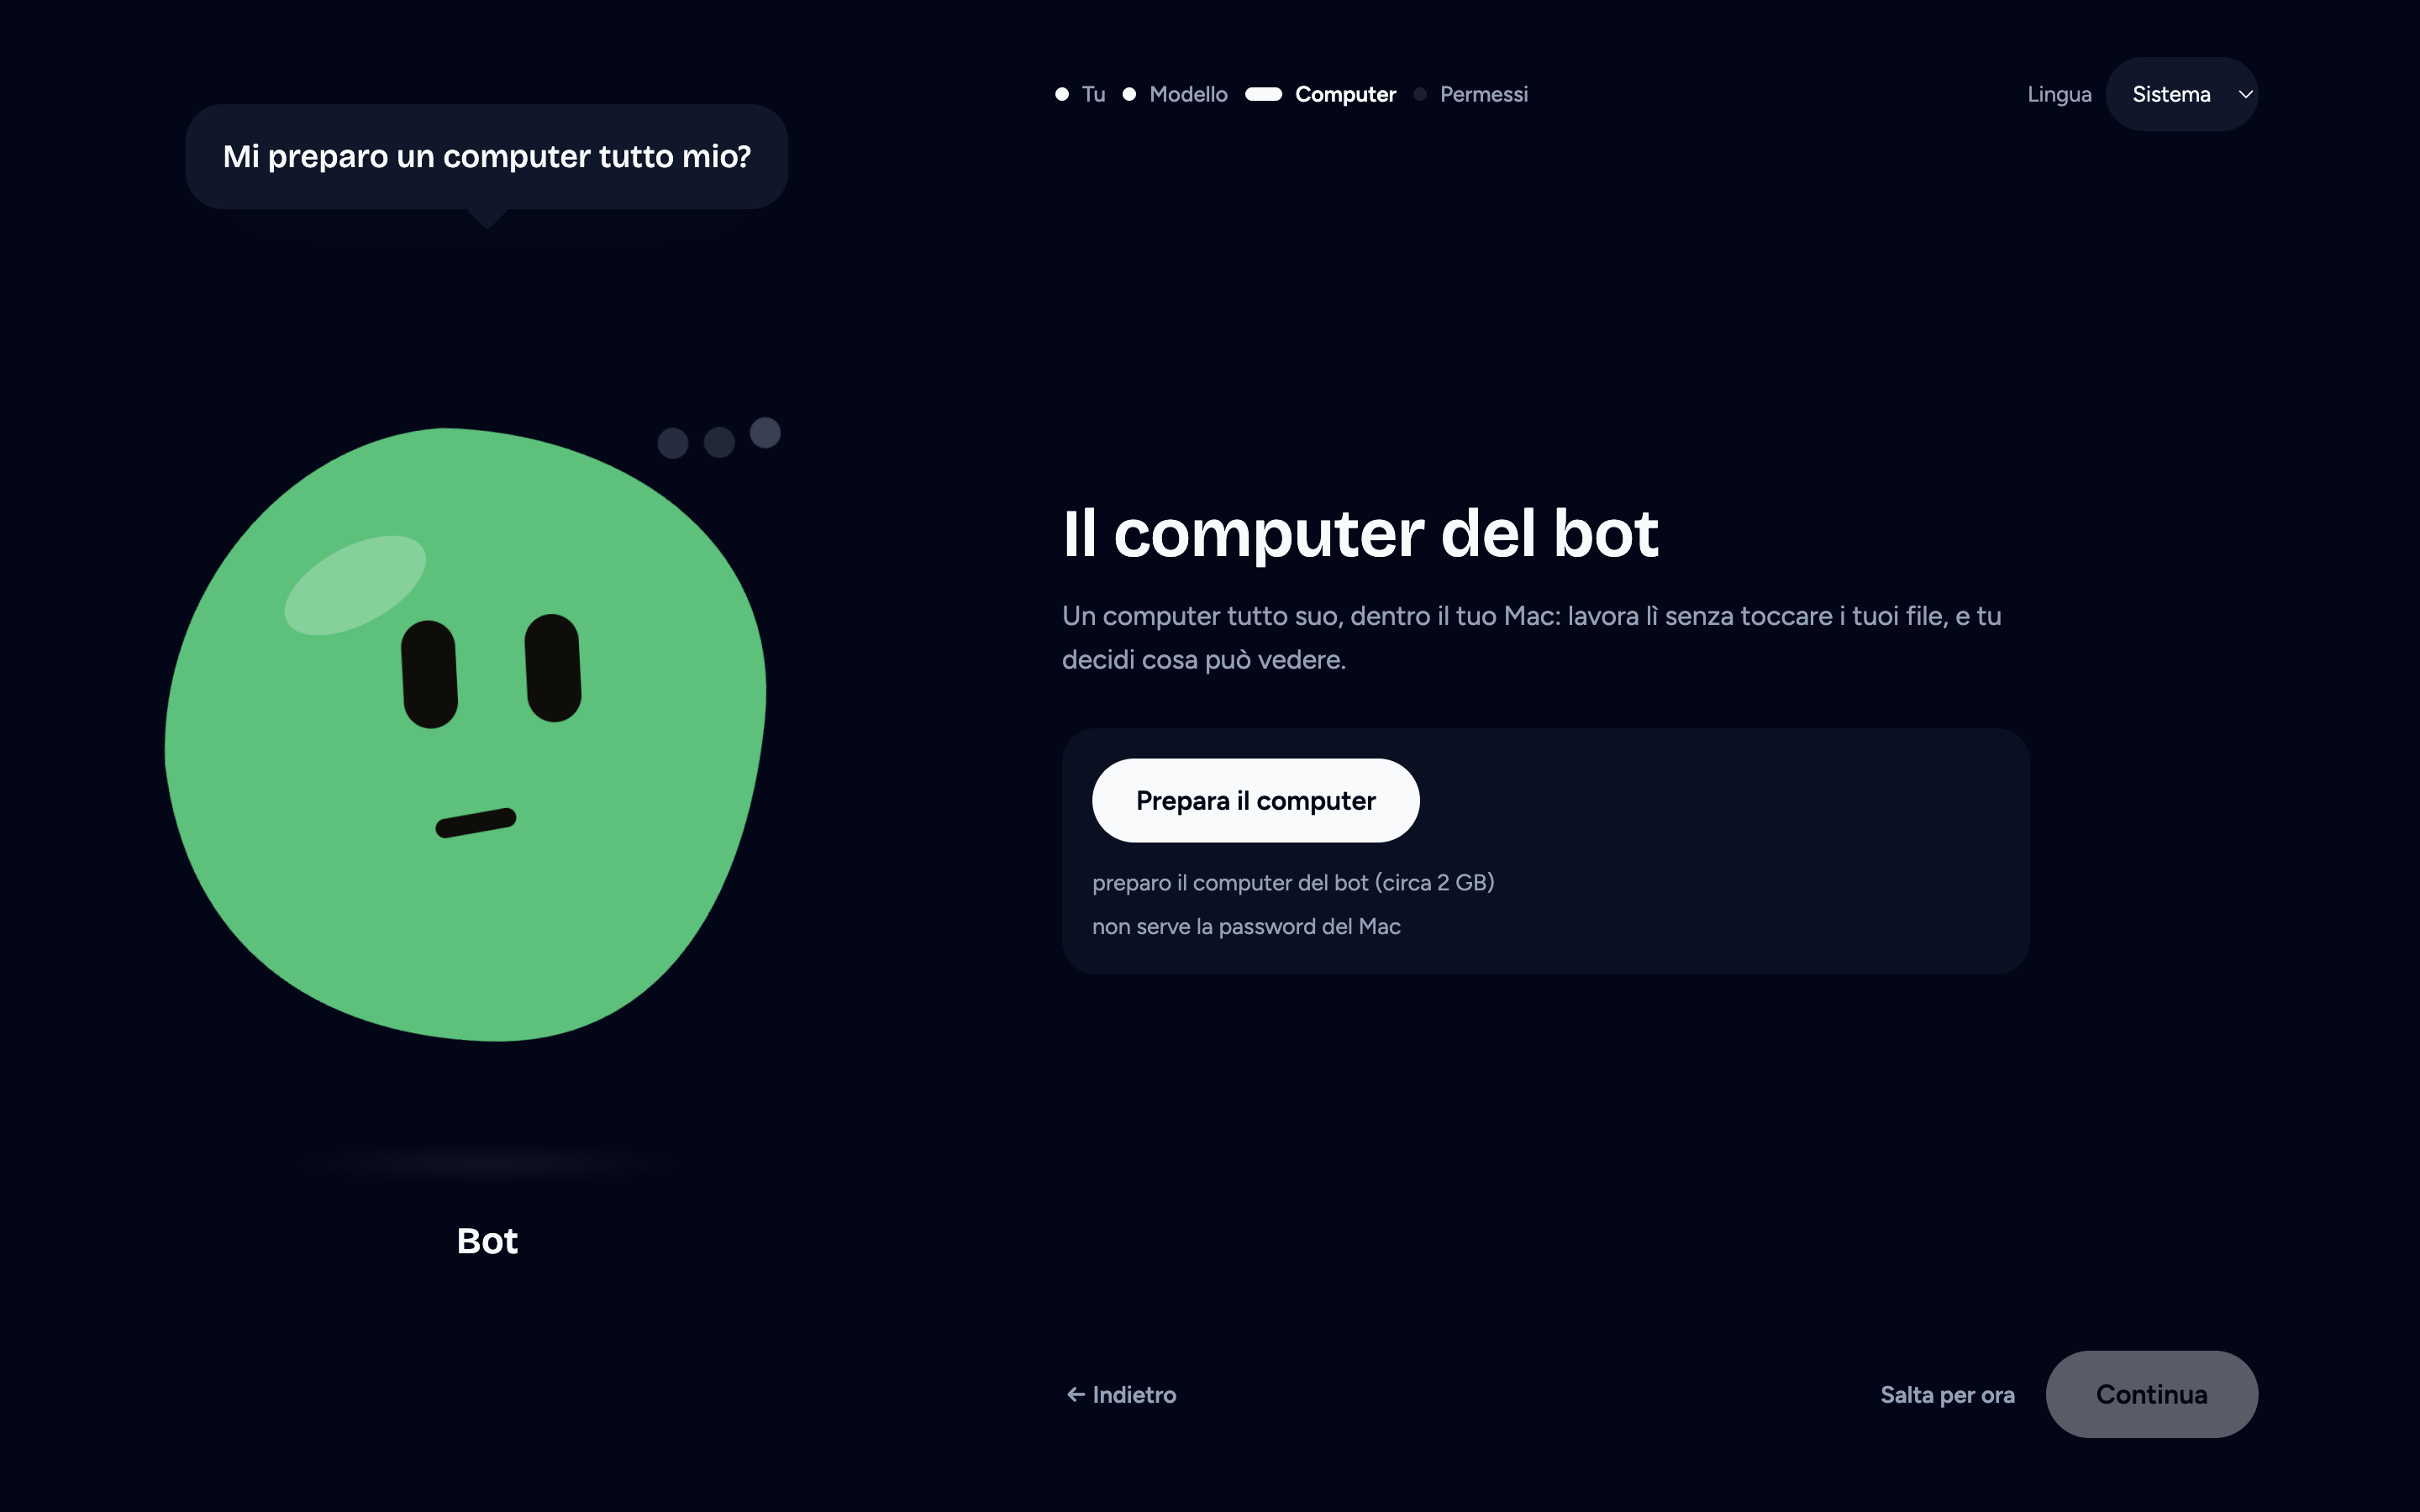 Mi preparo un computer tutto mio?
Tu
Modello
Computer
Permessi
Lingua
Sistema
Il computer del bot
Un computer tutto suo, dentro il tuo Mac: lavora lì senza toccare i tuoi file, e tu
decidi cosa può vedere.
Prepara il computer
preparo il computer del bot (circa 2 GB)
non serve la password del Mac
Bot
← Indietro
Salta per ora
Continua